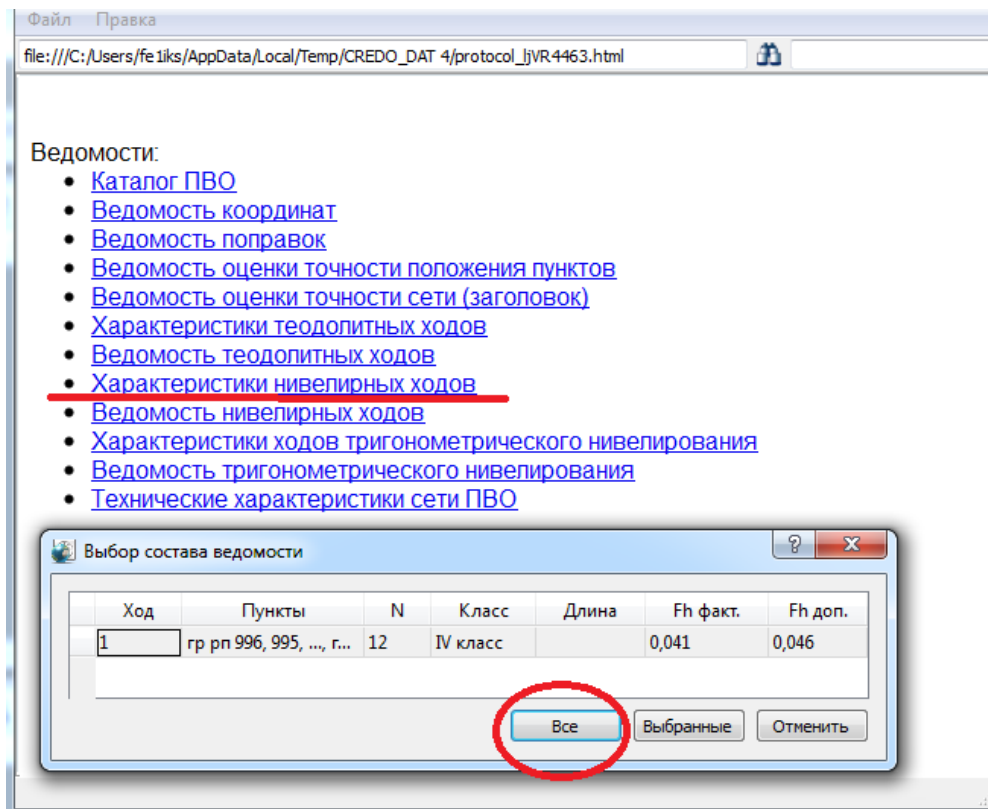 Файл Правка
file:///C:/Users/fe1iks/AppData/Local/Temp/CREDO_DAT 4/protocol_ljVR4463.html
Ведомости:
Каталог ПВО
Ведомость координат
Ведомость поправок
Ведомость оценки точности положения пунктов
Ведомость оценки точности сети (заголовок)
Характеристики теодолитных ходов
Ведомость теодолитных ходов
Характеристики нивелирных ходов
Ведомость нивелирных ходов
Характеристики ходов тригонометрического нивелирования
Ведомость тригонометрического нивелирования
Технические характеристики сети ПВО
Выбор состава ведомости
Ход Пункты N Класс Длина Fh факт. Fh доп.
1 гр рп 996, 995, ..., г... 12 IV класс 0,041 0,046
Все Выбранные Отменить